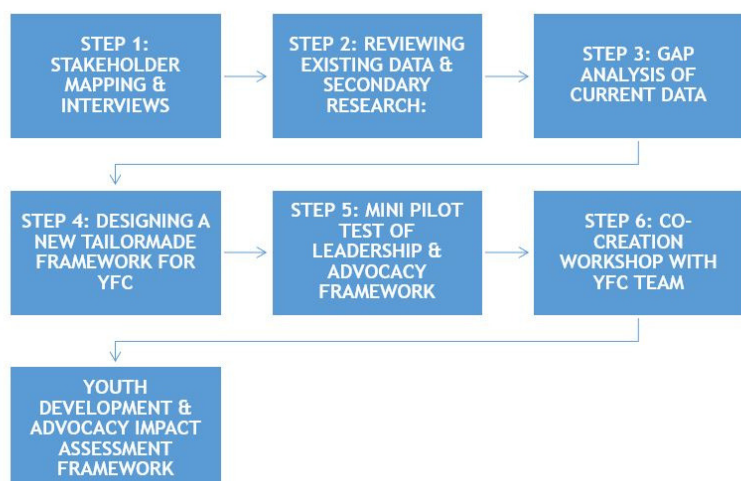 STEP 1:
STAKEHOLDER
MAPPING &
INTERVIEWS
STEP 2: REVIEWING
EXISTING DATA &
SECONDARY
RESEARCH:
STEP 3: GAP
ANALYSIS OF
CURRENT DATA
STEP 4: DESIGNING A
NEW TAILORMADE
FRAMEWORK FOR
YFC
STEP 5: MINI PILOT
TEST OF
LEADERSHIP &
ADVOCACY
FRAMEWORK
STEP 6: CO-
CREATION
WORKSHOP WITH
YFC TEAM
YOUTH
DEVELOPMENT &
ADVOCACY IMPACT
ASSESSMENT
FRAMEWORK